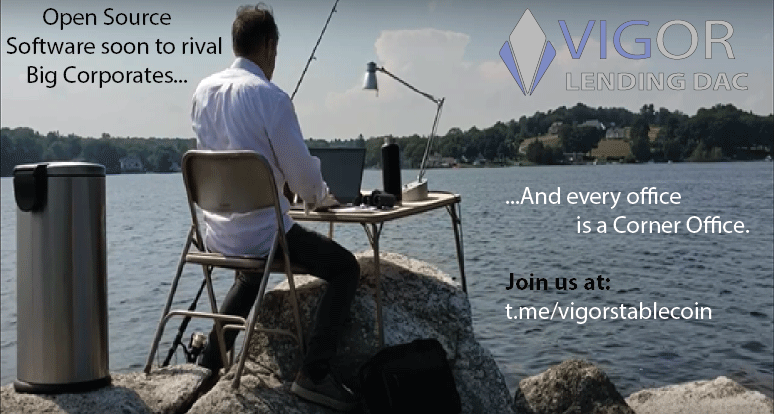 Open Source
Software soon to rival
Big Corporates...
VIGOR
LENDING DAC
...And every office
is a Corner Office.
Join us at:
t.me/vigorstablecoin